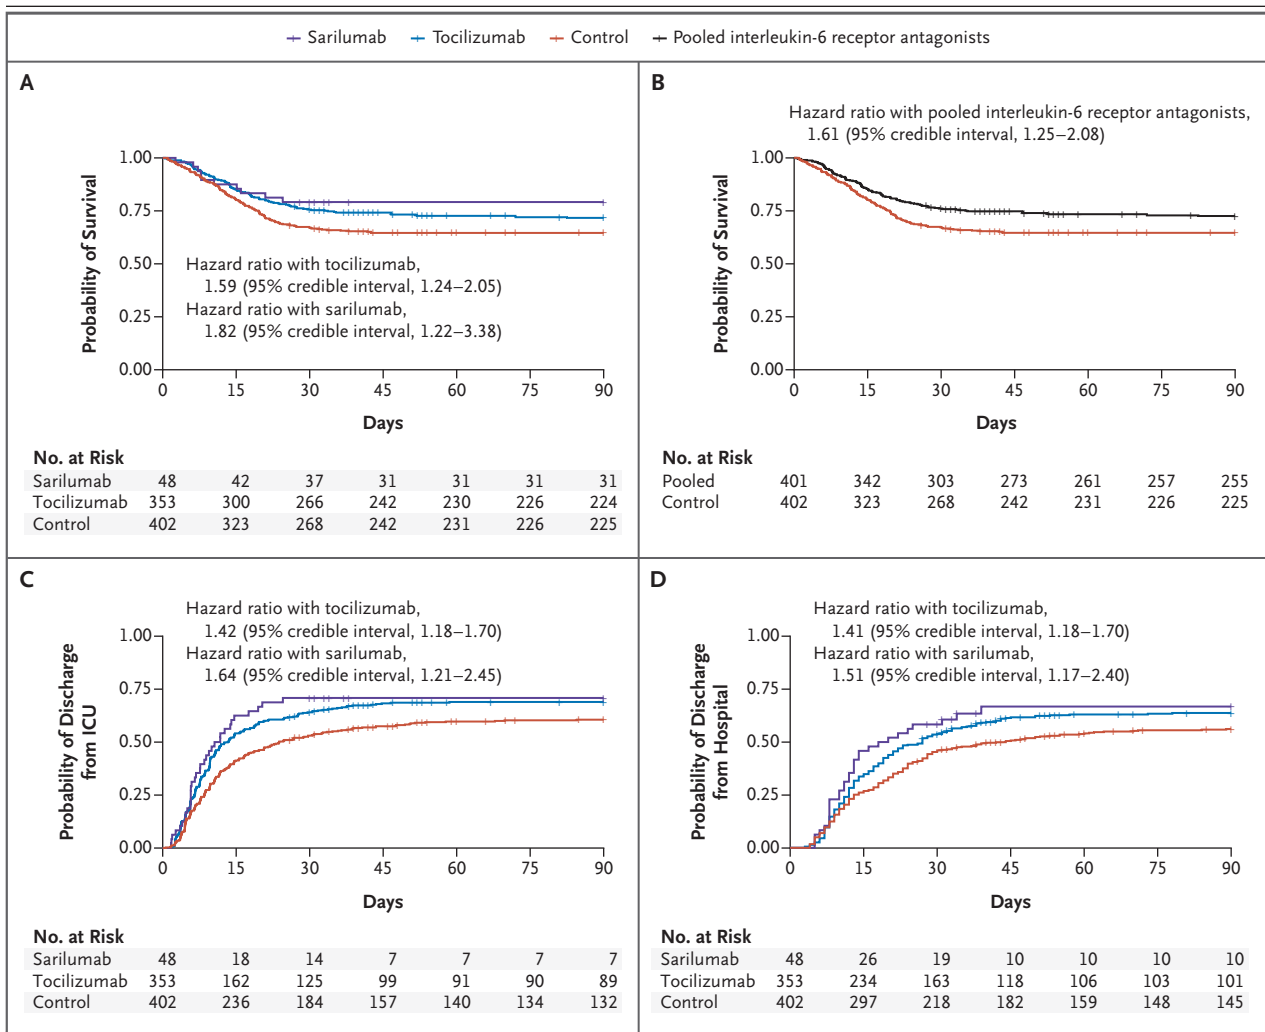 Sarilumab Tocilizumab Control Pooled interleukin-6 receptor antagonists
A
Hazard ratio with tocilizumab,
1.59 (95% credible interval, 1.24–2.05)
Hazard ratio with sarilumab,
1.82 (95% credible interval, 1.22–3.38)
Probability of Survival
1.00
0.75
0.50
0.25
0.00
0 15 30 45 60 75 90
Days
No. at Risk
Sarilumab 48 42 37 31 31 31 31
Tocilizumab 353 300 266 242 230 226 224
Control 402 323 268 242 231 226 225
B
Hazard ratio with pooled interleukin-6 receptor antagonists,
1.61 (95% credible interval, 1.25–2.08)
Probability of Survival
1.00
0.75
0.50
0.25
0.00
0 15 30 45 60 75 90
Days
No. at Risk
Pooled 401 342 303 273 261 257 255
Control 402 323 268 242 231 226 225
C
Hazard ratio with tocilizumab,
1.42 (95% credible interval, 1.18–1.70)
Hazard ratio with sarilumab,
1.64 (95% credible interval, 1.21–2.45)
Probability of Discharge
from ICU
1.00
0.75
0.50
0.25
0.00
0 15 30 45 60 75 90
Days
No. at Risk
Sarilumab 48 18 14 7 7 7 7
Tocilizumab 353 162 125 99 91 90 89
Control 402 236 184 157 140 134 132
D
Hazard ratio with tocilizumab,
1.41 (95% credible interval, 1.18–1.70)
Hazard ratio with sarilumab,
1.51 (95% credible interval, 1.17–2.40)
Probability of Discharge
from Hospital
1.00
0.75
0.50
0.25
0.00
0 15 30 45 60 75 90
Days
No. at Risk
Sarilumab 48 26 19 10 10 10 10
Tocilizumab 353 234 163 118 106 103 101
Control 402 297 218 182 159 148 145